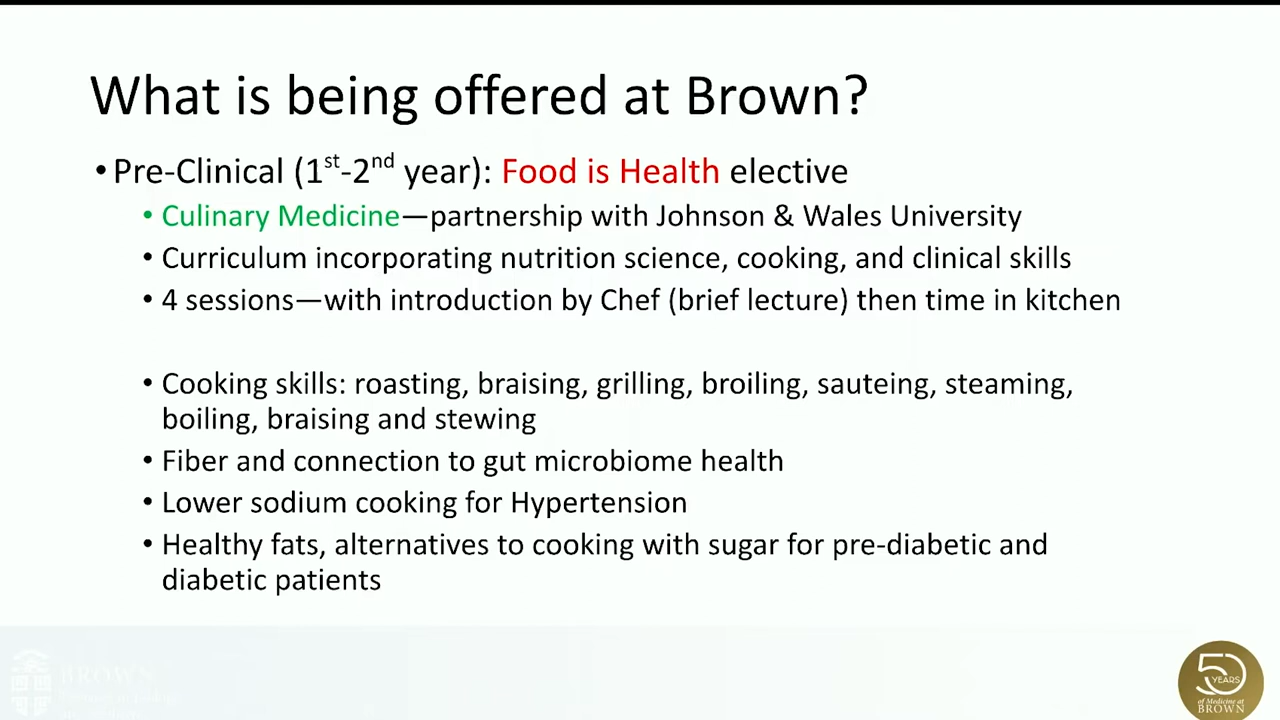 What is being offered at Brown?
• Pre-Clinical (1st-2nd year): Food is Health elective
• Culinary Medicine—partnership with Johnson & Wales University
• Curriculum incorporating nutrition science, cooking, and clinical skills
• 4 sessions—with introduction by Chef (brief lecture) then time in kitchen
• Cooking skills: roasting, braising, grilling, broiling, sauteing, steaming,
boiling, braising and stewing
• Fiber and connection to gut microbiome health
• Lower sodium cooking for Hypertension
• Healthy fats, alternatives to cooking with sugar for pre-diabetic and
diabetic patients
BROWN
50
YEARS
of Medicine at
BROWN